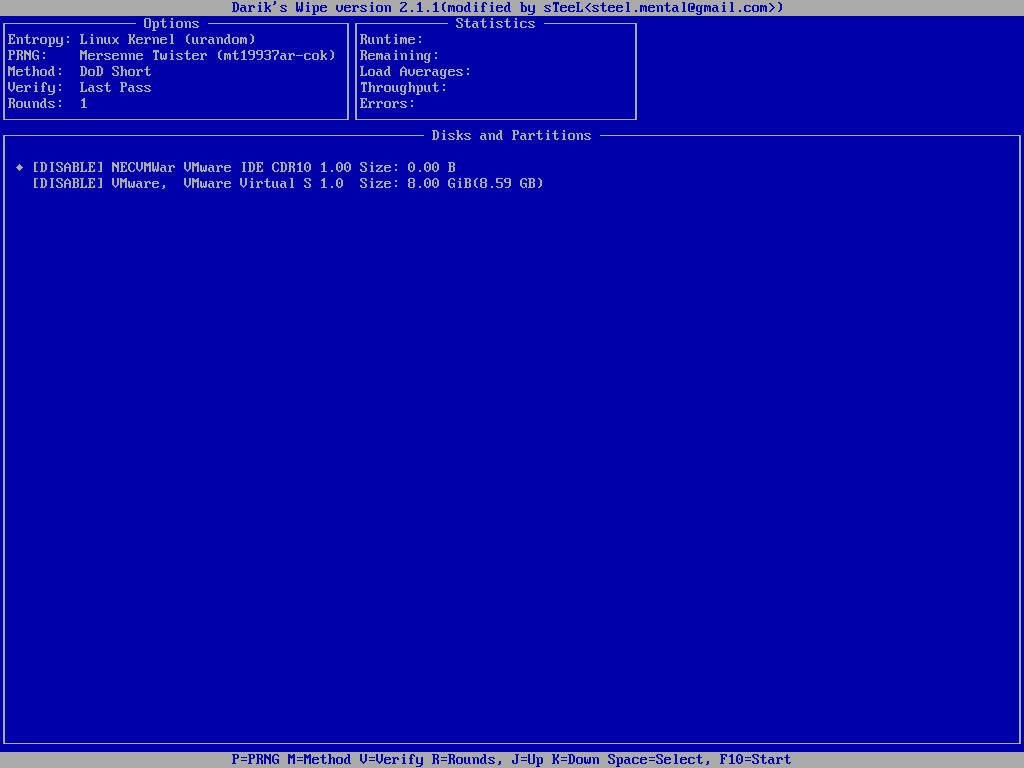 Darik's Wipe version 2.1.1(modified by sTeeL<steel.mental@gmail.com>)
Options
Entropy: Linux Kernel (urandom)
PRNG: Mersenne Twister (mt19937ar-cok)
Method: DoD Short
Verify: Last Pass
Rounds: 1
Statistics
Runtime:
Remaining:
Load Averages:
Throughput:
Errors:
Disks and Partitions
[DISABLE] NECVMWar VMware IDE CDR10 1.00 Size: 0.00 B
[DISABLE] VMware, VMware Virtual S 1.0 Size: 8.00 GiB(8.59 GB)
P=PRNG M=Method V=Verify R=Rounds, J=Up K=Down Space=Select, F10=Start